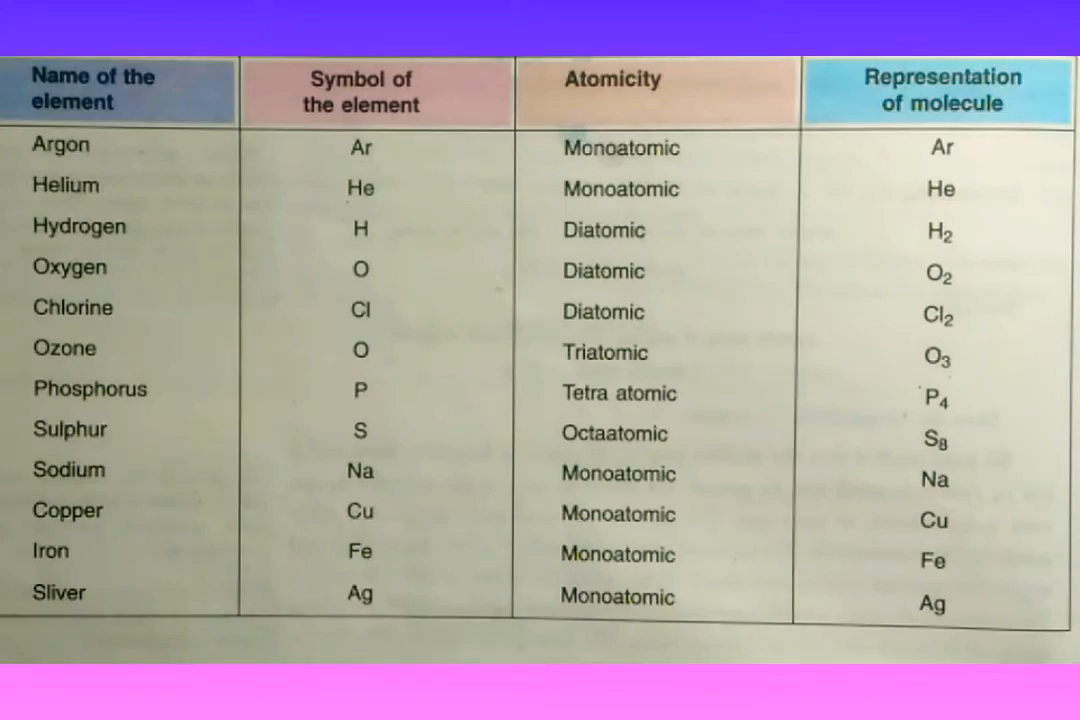 Name of the element Symbol of the element Atomicity Representation of molecule
Argon Ar Monoatomic Ar
Helium He Monoatomic He
Hydrogen H Diatomic H₂
Oxygen O Diatomic O₂
Chlorine Cl Diatomic Cl₂
Ozone O Triatomic O₃
Phosphorus P Tetra atomic P₄
Sulphur S Octaatomic S₈
Sodium Na Monoatomic Na
Copper Cu Monoatomic Cu
Iron Fe Monoatomic Fe
Sliver Ag Monoatomic Ag